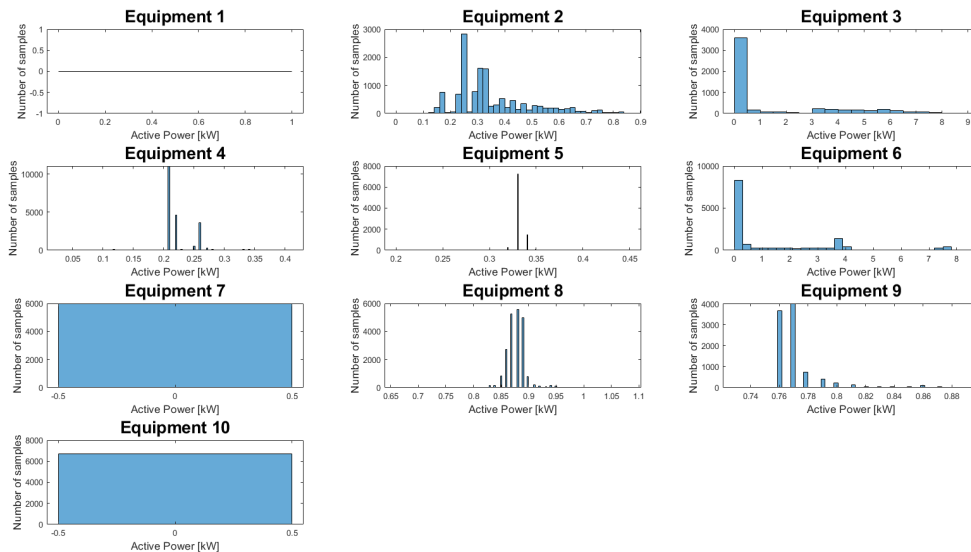 Equipment 1
Number of samples
1
0.5
0
-0.5
-1
0 0.2 0.4 0.6 0.8 1
Active Power [kW]
Equipment 2
Number of samples
3000
2000
1000
0
0 0.1 0.2 0.3 0.4 0.5 0.6 0.7 0.8 0.9
Active Power [kW]
Equipment 3
Number of samples
4000
2000
0
0 1 2 3 4 5 6 7 8 9
Active Power [kW]
Equipment 4
Number of samples
10000
5000
0
0.05 0.1 0.15 0.2 0.25 0.3 0.35 0.4
Active Power [kW]
Equipment 5
Number of samples
8000
6000
4000
2000
0
0.2 0.25 0.3 0.35 0.4 0.45
Active Power [kW]
Equipment 6
Number of samples
10000
5000
0
0 1 2 3 4 5 6 7 8
Active Power [kW]
Equipment 7
Number of samples
6000
4000
2000
0
-0.5 0 0.5
Active Power [kW]
Equipment 8
Number of samples
6000
4000
2000
0
0.65 0.7 0.75 0.8 0.85 0.9 0.95 1 1.05 1.1
Active Power [kW]
Equipment 9
Number of samples
4000
3000
2000
1000
0
0.74 0.76 0.78 0.8 0.82 0.84 0.86 0.88
Active Power [kW]
Equipment 10
Number of samples
8000
6000
4000
2000
0
-0.5 0 0.5
Active Power [kW]